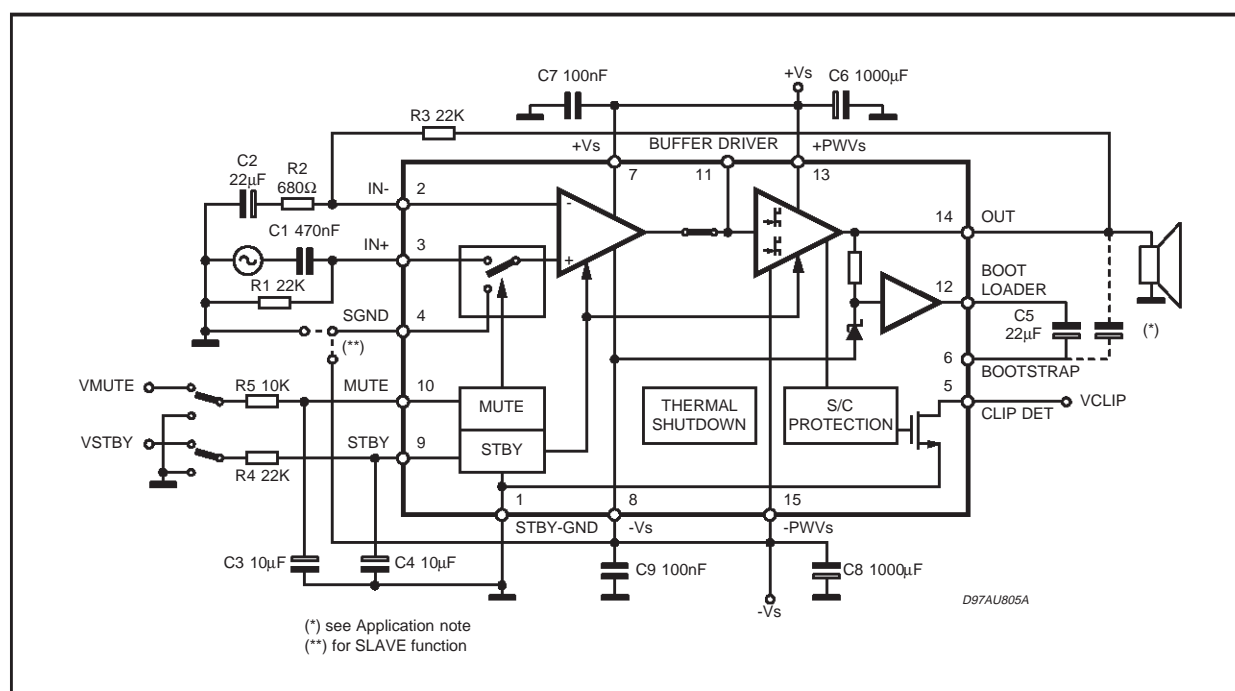 C7 100nF
+Vs
C6 1000µF
R3 22K
+Vs
BUFFER DRIVER
+PWVs
C2
22µF
R2
680Ω
IN-
2
7
11
13
C1 470nF
IN+
3
-
+
14
OUT
R1 22K
SGND
4
(**)
12
BOOT
LOADER
C5
22µF
(*)
6
BOOTSTRAP
VMUTE
R5 10K
MUTE
10
MUTE
THERMAL
SHUTDOWN
S/C
PROTECTION
5
VCLIP
CLIP DET
VSTBY
R4 22K
STBY
9
STBY
1
8
15
STBY-GND
-Vs
-PWVs
C3 10µF
C4 10µF
C9 100nF
C8 1000µF
-Vs
D97AU805A
(*) see Application note
(**) for SLAVE function